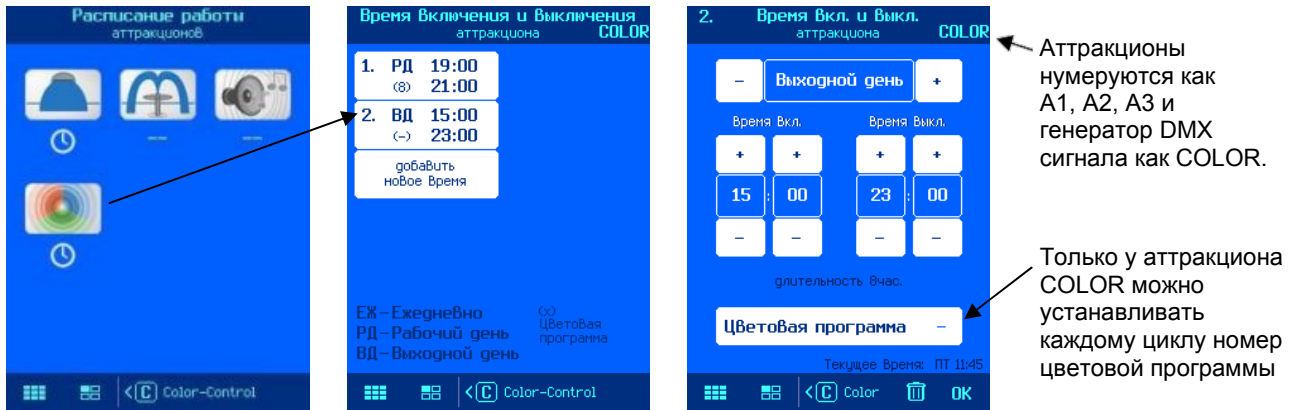 Расписание работы
аттракционов
-- --
<C Color-Control
Время Включения и Выключения
аттракциона COLOR
1. РД 19:00
(8) 21:00
2. ВД 15:00
(-) 23:00
добавить
новое время
ЕЖ-Ежедневно
РД-Рабочий день
ВД-Выходной день
(x)
Цветовая
программа
<C Color-Control
2. Время Вкл. и Выкл.
аттракциона COLOR
- Выходной день +
Время Вкл. Время Выкл.
+ + + +
15 : 00 23 : 00
- - - -
длительность 8час.
Цветовая программа -
Текущее Время: ПТ 11:45
<C Color OK
Аттракционы
нумеруются как
А1, А2, А3 и
генератор DMX
сигнала как COLOR.
Только у аттракциона
COLOR можно
устанавливать
каждому циклу номер
цветовой программы